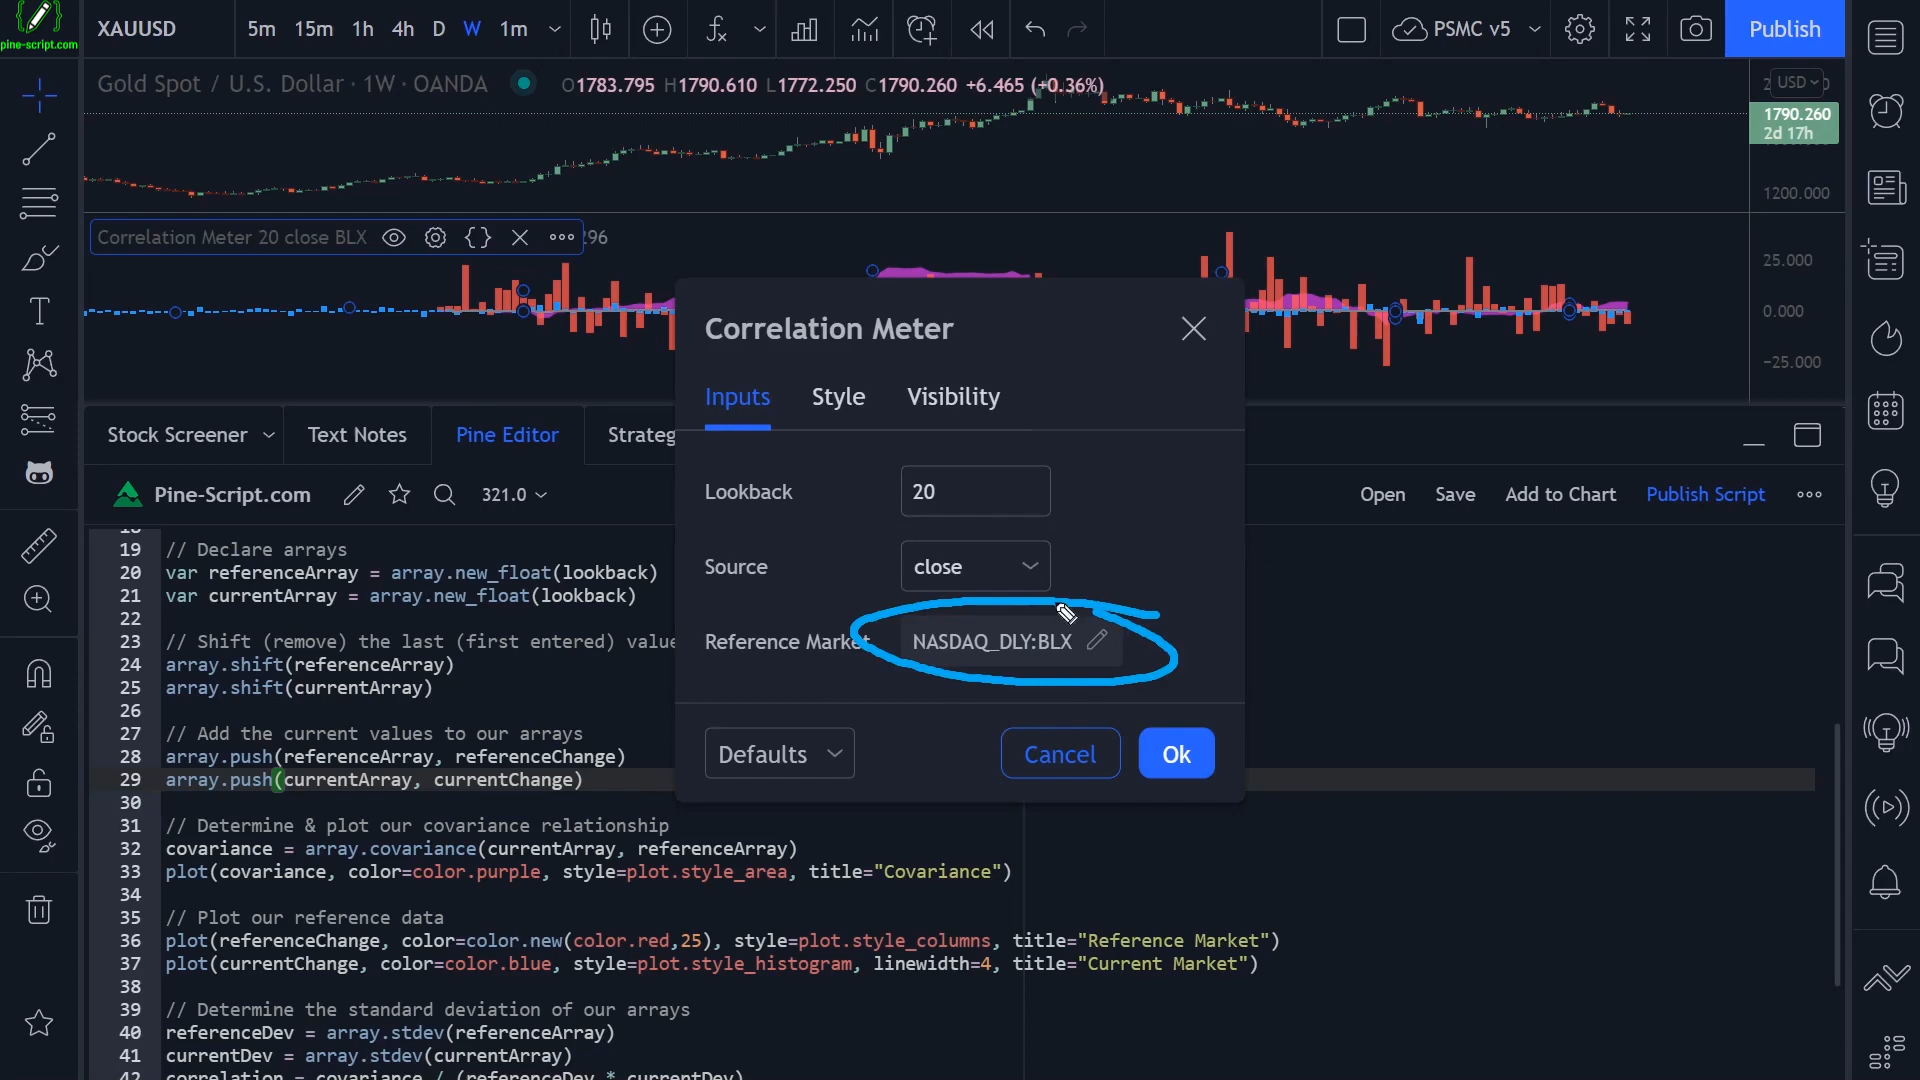 pine-script.com
XAUUSD 5m 15m 1h 4h D W 1m PSMC v5 Publish
Gold Spot / U.S. Dollar · 1W · OANDA O1783.795 H1790.610 L1772.250 C1790.260 +6.465 (+0.36%)
USD
1790.260
2d 17h
1200.000
Correlation Meter 20 close BLX 296
25.000
0.000
−25.000
Correlation Meter
Inputs Style Visibility
Lookback 20
Source close
Reference Market NASDAQ_DLY:BLX
Defaults Cancel Ok
Stock Screener Text Notes Pine Editor Strateg
Pine-Script.com 321.0 Open Save Add to Chart Publish Script
18
19 // Declare arrays
20 var referenceArray = array.new_float(lookback)
21 var currentArray = array.new_float(lookback)
22
23 // Shift (remove) the last (first entered) value
24 array.shift(referenceArray)
25 array.shift(currentArray)
26
27 // Add the current values to our arrays
28 array.push(referenceArray, referenceChange)
29 array.push(currentArray, currentChange)
30
31 // Determine & plot our covariance relationship
32 covariance = array.covariance(currentArray, referenceArray)
33 plot(covariance, color=color.purple, style=plot.style_area, title="Covariance")
34
35 // Plot our reference data
36 plot(referenceChange, color=color.new(color.red,25), style=plot.style_columns, title="Reference Market")
37 plot(currentChange, color=color.blue, style=plot.style_histogram, linewidth=4, title="Current Market")
38
39 // Determine the standard deviation of our arrays
40 referenceDev = array.stdev(referenceArray)
41 currentDev = array.stdev(currentArray)
42 correlation = covariance / (referenceDev * currentDev)